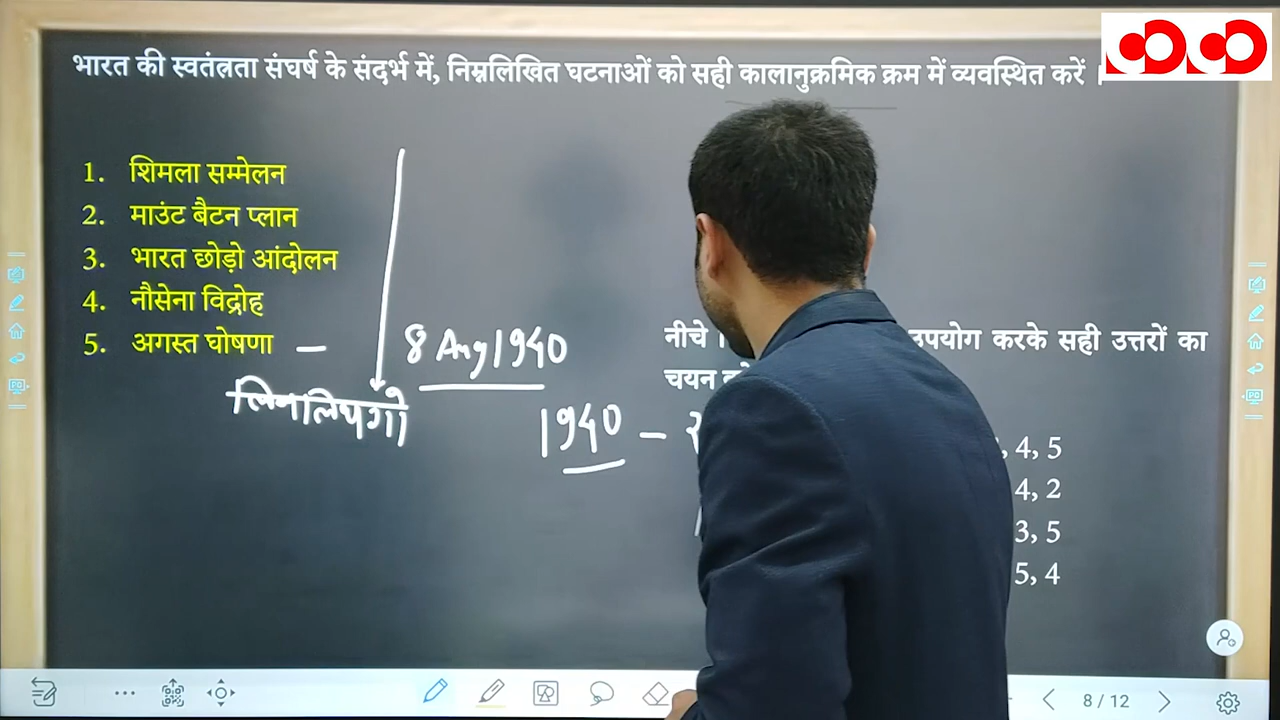 भारत की स्वतंत्रता संघर्ष के संदर्भ में, निम्नलिखित घटनाओं को सही कालानुक्रमिक क्रम में व्यवस्थित करें ।
1. शिमला सम्मेलन
2. माउंट बैटन प्लान
3. भारत छोड़ो आंदोलन
4. नौसेना विद्रोह
5. अगस्त घोषणा – 8 Aug 1940
लिनलिथगो
1940 –
नीचे
उपयोग करके सही उत्तरों का
चयन
, 4, 5
4, 2
3, 5
5, 4
8 / 12